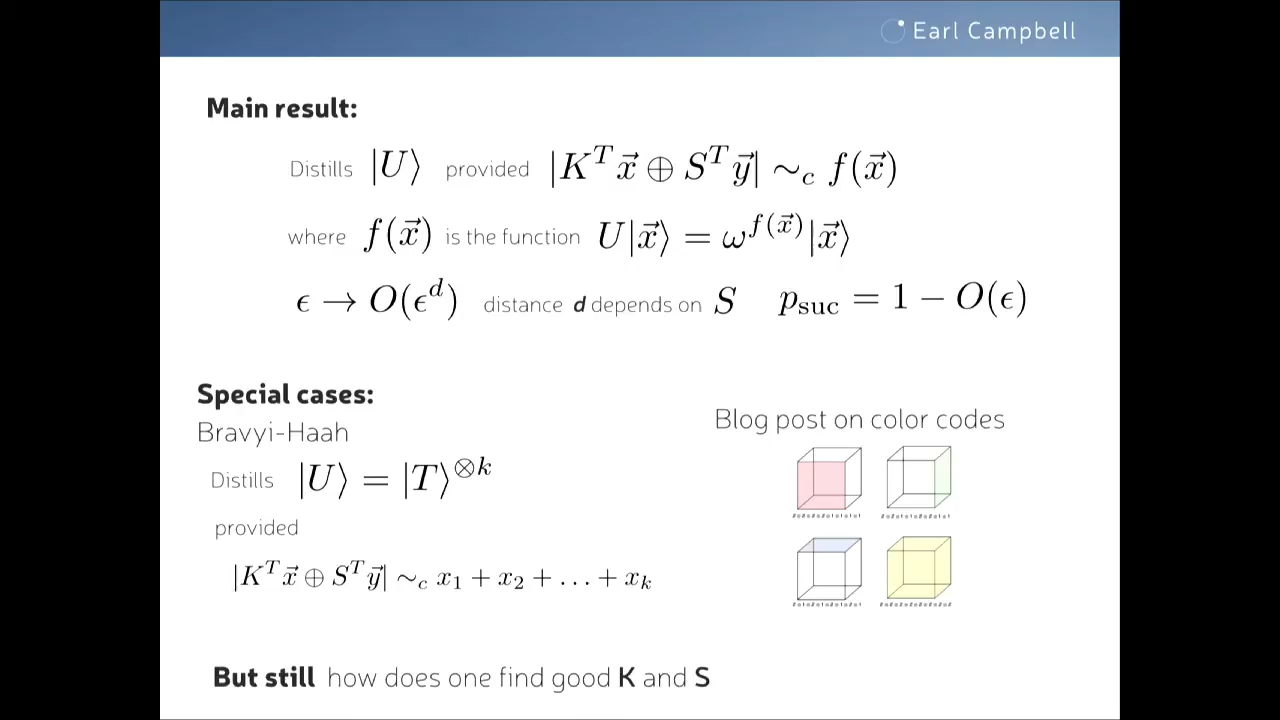 Earl Campbell
Main result:
Distills |U⟩ provided |K^T x⃗ ⊕ S^T y⃗| ∼_c f(x⃗)
where f(x⃗) is the function U|x⃗⟩ = ω^{f(x⃗)}|x⃗⟩
ϵ → O(ϵ^d) distance d depends on S p_suc = 1 − O(ϵ)
Special cases:
Bravyi-Haah
Blog post on color codes
Distills |U⟩ = |T⟩^{⊗k}
provided
|K^T x⃗ ⊕ S^T y⃗| ∼_c x_1 + x_2 + … + x_k
But still how does one find good K and S